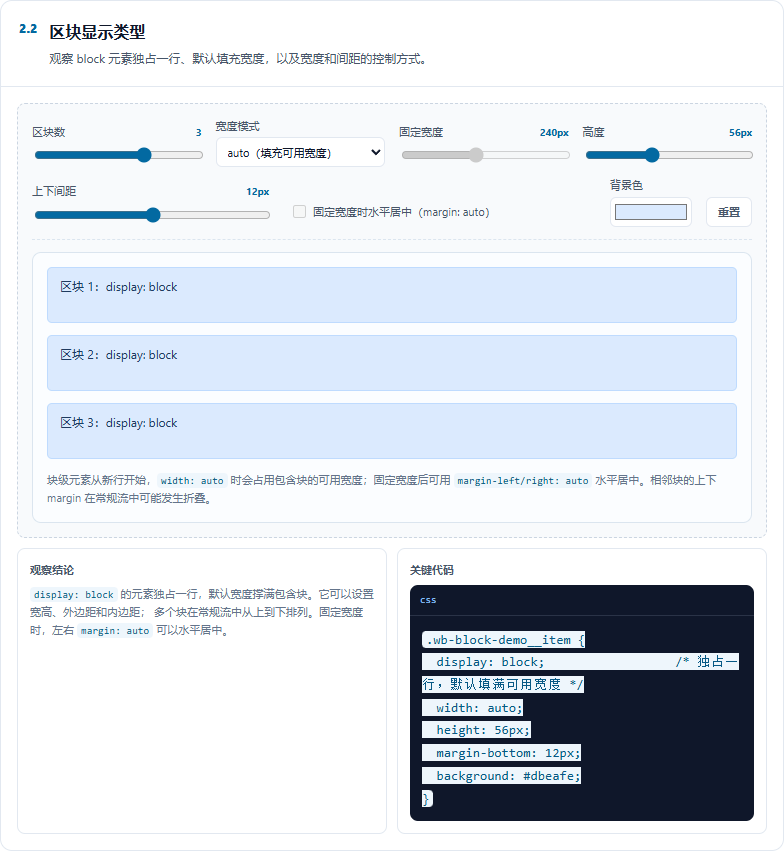 2.2 区块显示类型
观察 block 元素独占一行、默认填充宽度，以及宽度和间距的控制方式。
区块数 3
宽度模式
auto（填充可用宽度）
固定宽度 240px
高度 56px
上下间距 12px
固定宽度时水平居中（margin: auto）
背景色
重置
区块 1：display: block
区块 2：display: block
区块 3：display: block
块级元素从新行开始，width: auto 时会占用包含块的可用宽度；固定宽度后可用 margin-left/right: auto 水平居中。相邻块的上下
margin 在常规流中可能发生折叠。
观察结论
display: block 的元素独占一行，默认宽度撑满包含块。它可以设置
宽高、外边距和内边距； 多个块在常规流中从上到下排列。固定宽度
时，左右 margin: auto 可以水平居中。
关键代码
css
.wb-block-demo__item {
display: block; /* 独占一
行，默认填满可用宽度 */
width: auto;
height: 56px;
margin-bottom: 12px;
background: #dbeafe;
}